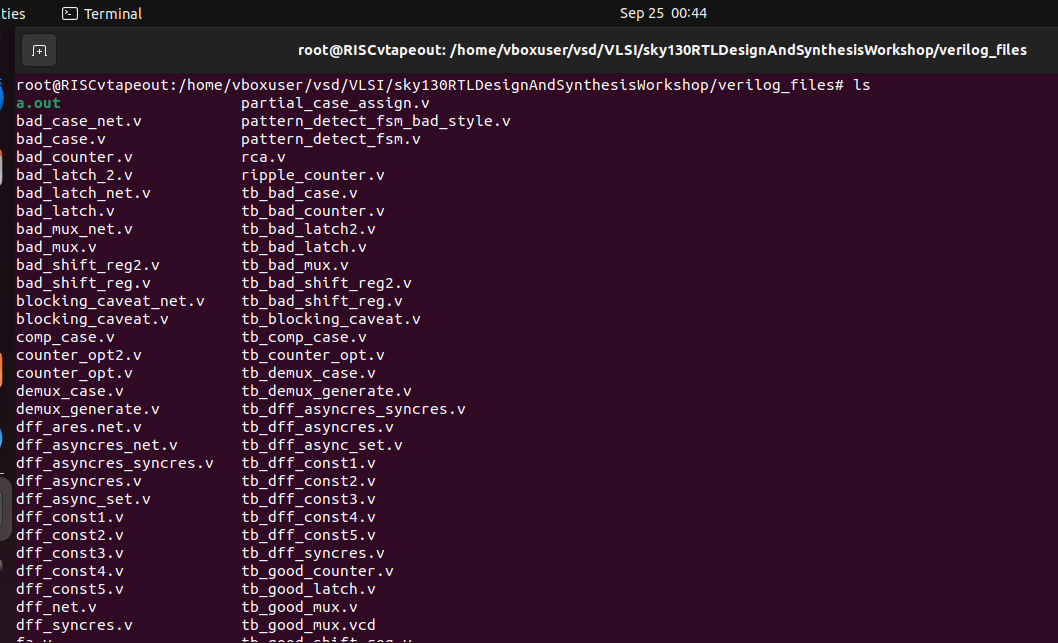 ties Terminal Sep 25 00:44
root@RISCvtapeout: /home/vboxuser/vsd/VLSI/sky130RTLDesignAndSynthesisWorkshop/verilog_files
root@RISCvtapeout:/home/vboxuser/vsd/VLSI/sky130RTLDesignAndSynthesisWorkshop/verilog_files# ls
a.out partial_case_assign.v
bad_case_net.v pattern_detect_fsm_bad_style.v
bad_case.v pattern_detect_fsm.v
bad_counter.v rca.v
bad_latch_2.v ripple_counter.v
bad_latch_net.v tb_bad_case.v
bad_latch.v tb_bad_counter.v
bad_mux_net.v tb_bad_latch2.v
bad_mux.v tb_bad_latch.v
bad_shift_reg2.v tb_bad_mux.v
bad_shift_reg.v tb_bad_shift_reg2.v
blocking_caveat_net.v tb_bad_shift_reg.v
blocking_caveat.v tb_blocking_caveat.v
comp_case.v tb_comp_case.v
counter_opt2.v tb_counter_opt.v
counter_opt.v tb_demux_case.v
demux_case.v tb_demux_generate.v
demux_generate.v tb_dff_asyncres_syncres.v
dff_ares.net.v tb_dff_asyncres.v
dff_asyncres_net.v tb_dff_async_set.v
dff_asyncres_syncres.v tb_dff_const1.v
dff_asyncres.v tb_dff_const2.v
dff_async_set.v tb_dff_const3.v
dff_const1.v tb_dff_const4.v
dff_const2.v tb_dff_const5.v
dff_const3.v tb_dff_syncres.v
dff_const4.v tb_good_counter.v
dff_const5.v tb_good_latch.v
dff_net.v tb_good_mux.v
dff_syncres.v tb_good_mux.vcd
fa.v tb_good_shift_reg.v